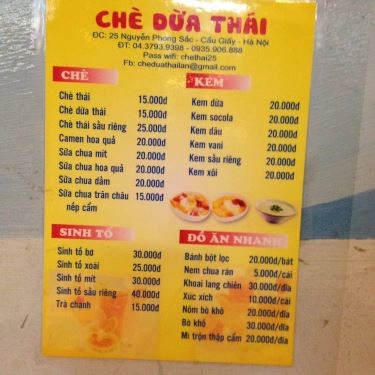 CHÈ DỪA THÁI
ĐC: 25 Nguyễn Phong Sắc - Cầu Giấy - Hà Nội
ĐT: 04.3793.9398 - 0935.906.888
Pass wifi: chethai25
Fb: cheduathailan@gmail.com
CHÈ
Chè thái 15.000đ
Chè dừa thái 15.000đ
Chè thái sầu riêng 25.000đ
Camen hoa quả 20.000đ
Sữa chua mít 20.000đ
Sữa chua hoa quả 20.000đ
Sữa chua dầm 20.000đ
Sữa chua trân châu 15.000đ
nếp cẩm
KEM
Kem dừa 20.000đ
Kem socola 20.000đ
Kem dâu 20.000đ
Kem vani 20.000đ
Kem sầu riêng 20.000đ
Kem xôi 20.000đ
SINH TỐ
Sinh tố bơ 30.000đ
Sinh tố xoài 25.000đ
Sinh tố mít 30.000đ
Sinh tố sầu riêng 40.000đ
Trà chanh 15.000đ
ĐỒ ĂN NHANH
Bánh bột lọc 20.000đ/bát
Nem chua rán 5.000đ/cái
Khoai lang chiên 30.000đ/đĩa
Xúc xích 10.000đ/cái
Nộm bò khô 20.000đ/đĩa
Bò khô 30.000đ/đĩa
Mì trộn thập cẩm 20.000đ/đĩa